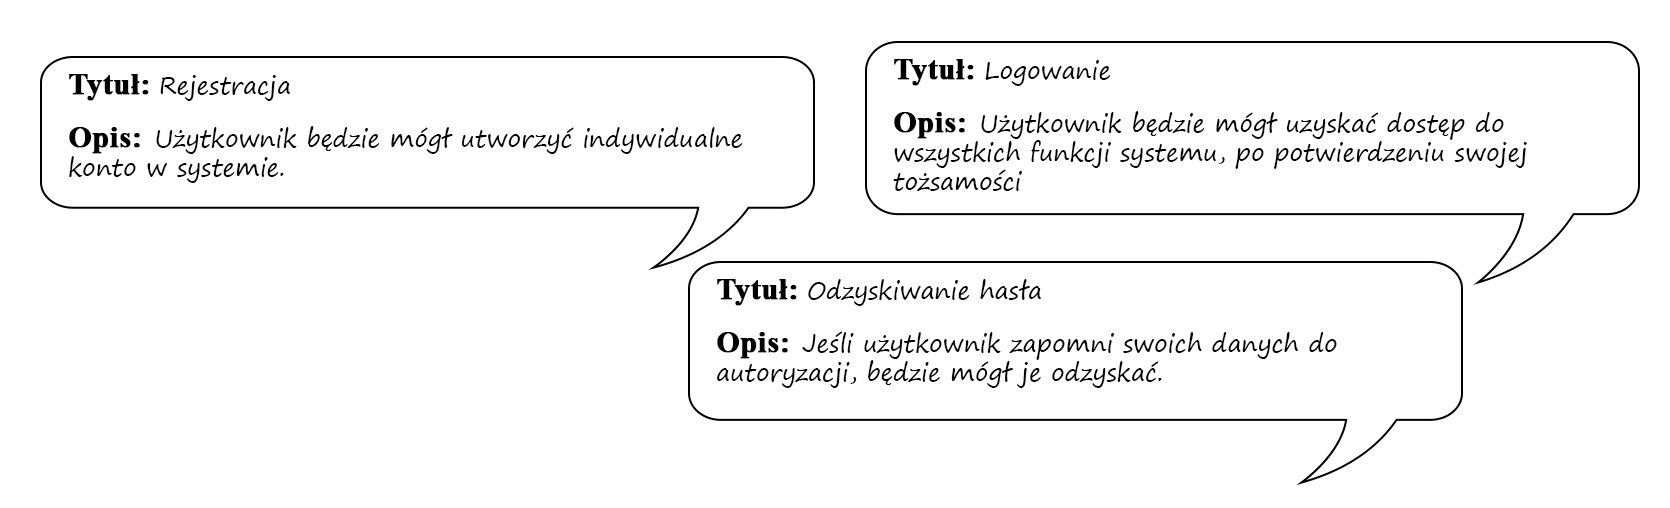 Tytuł: Rejestracja
Opis: Użytkownik będzie mógł utworzyć indywidualne
konto w systemie.
Tytuł: Logowanie
Opis: Użytkownik będzie mógł uzyskać dostęp do
wszystkich funkcji systemu, po potwierdzeniu swojej
tożsamości
Tytuł: Odzyskiwanie hasła
Opis: Jeśli użytkownik zapomni swoich danych do
autoryzacji, będzie mógł je odzyskać.